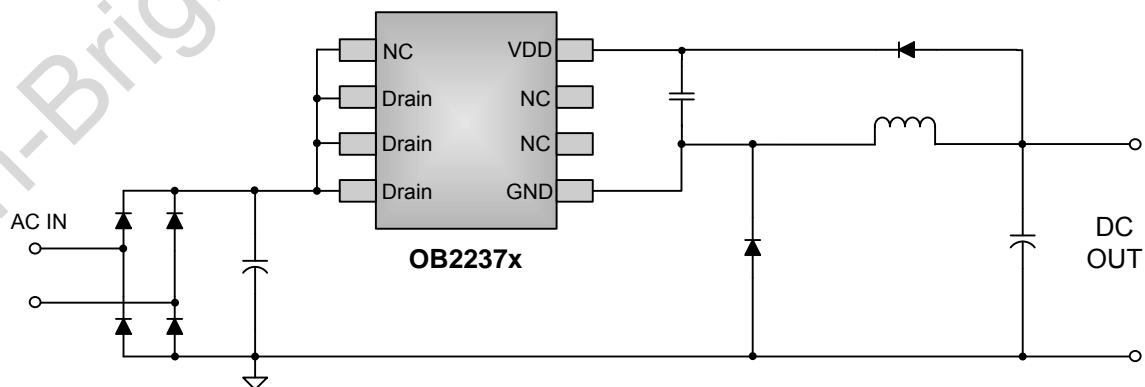 NC
VDD
Drain
NC
Drain
NC
Drain
GND
AC IN
OB2237x
DC
OUT